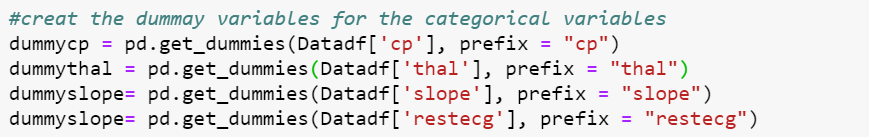 #creat the dummay variables for the categorical variables
dummycp = pd.get_dummies(Datadf['cp'], prefix = "cp")
dummythal = pd.get_dummies(Datadf['thal'], prefix = "thal")
dummyslope= pd.get_dummies(Datadf['slope'], prefix = "slope")
dummyslope= pd.get_dummies(Datadf['restecg'], prefix = "restecg")